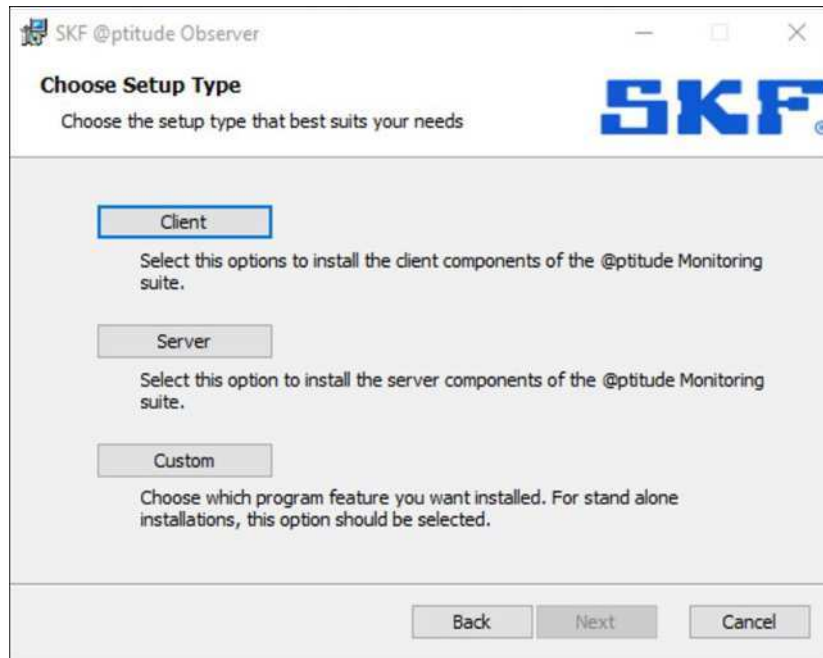 SKF @ptitude Observer
Choose Setup Type
Choose the setup type that best suits your needs
SKF®
Client
Select this options to install the client components of the @ptitude Monitoring
suite.
Server
Select this option to install the server components of the @ptitude Monitoring
suite.
Custom
Choose which program feature you want installed. For stand alone
installations, this option should be selected.
Back Next Cancel